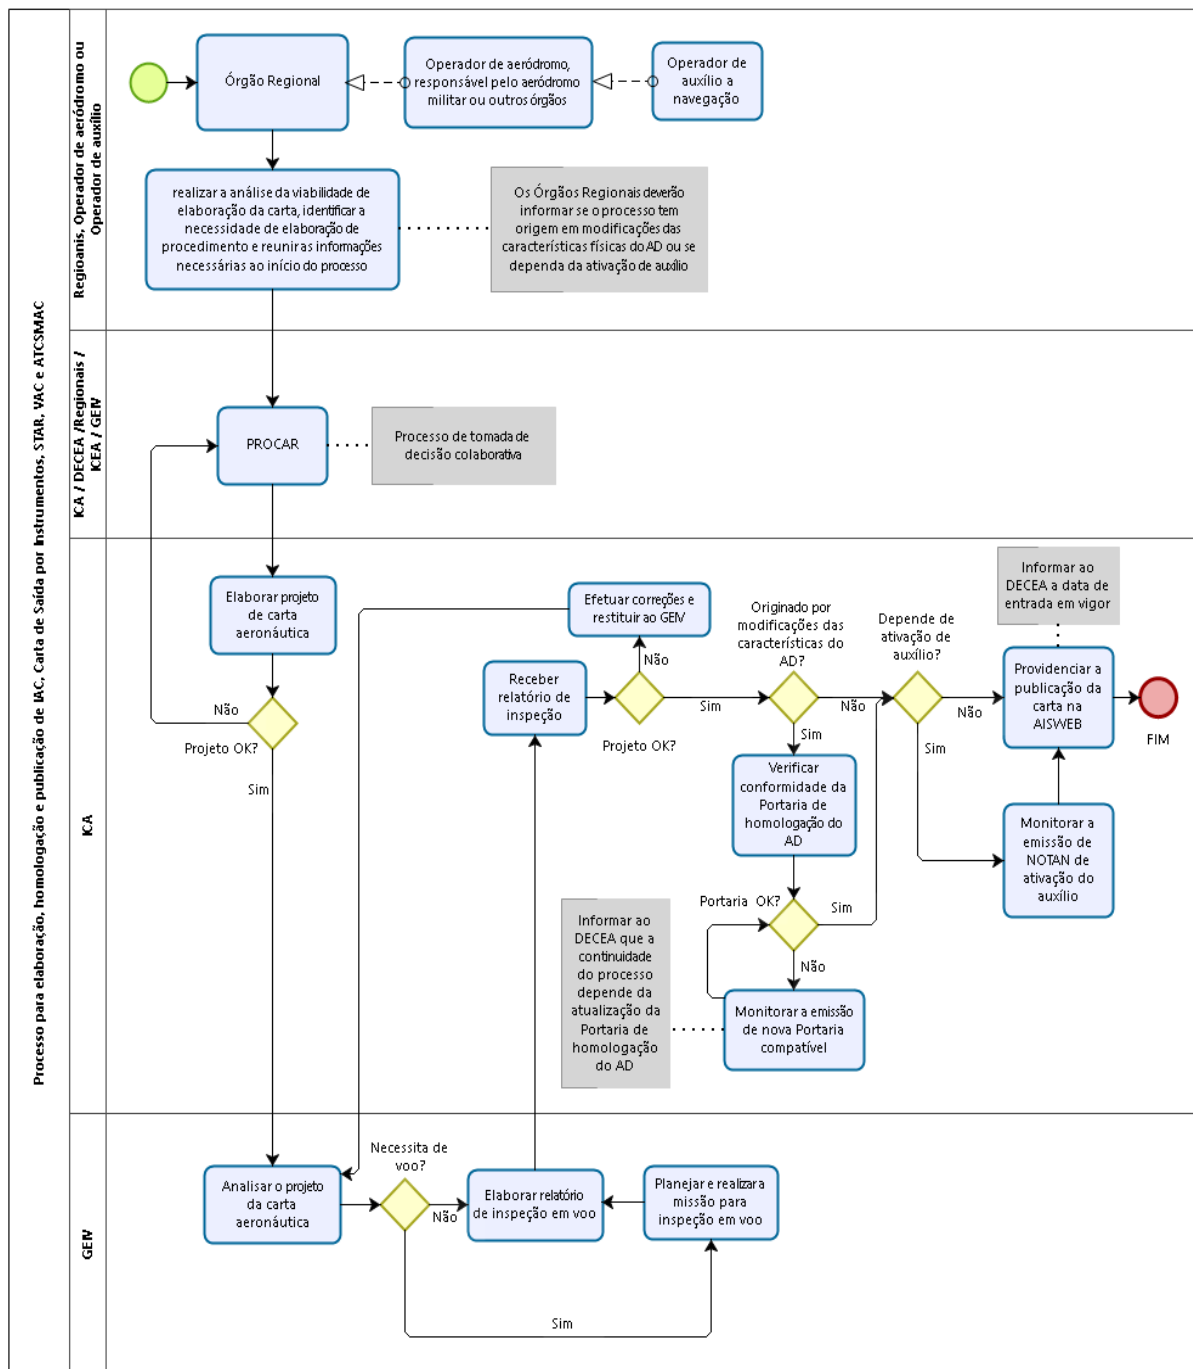 Processo para elaboração, homologação e publicação de IAC, Carta de Saída por Instrumentos, STAR, VAC e ATCSMAC
Regioanis, Operador de aeródromo ou
Operador de auxílio
Órgão Regional
Operador de aeródromo,
responsável pelo aeródromo
militar ou outros órgãos
Operador de
auxílio a
navegação
realizar a análise da viabilidade de
elaboração da carta, identificar a
necessidade de elaboração de
procedimento e reunir as informações
necessárias ao início do processo
Os Órgãos Regionais deverão
informar se o processo tem
origem em modificações das
características físicas do AD ou se
dependa da ativação de auxílio
ICA / DECEA /Regionais /
ICEA / GEIV
PROCAR
Processo de tomada de
decisão colaborativa
ICA
Elaborar projeto
de carta
aeronáutica
Não
Projeto OK?
Sim
Efetuar correções e
restituir ao GEIV
Não
Receber
relatório de
inspeção
Projeto OK?
Sim
Originado por
modificações das
características do
AD?
Não
Sim
Verificar
conformidade da
Portaria de
homologação do
AD
Portaria OK?
Sim
Não
Monitorar a emissão
de nova Portaria
compatível
Informar ao
DECEA que a
continuidade
do processo
depende da
atualização da
Portaria de
homologação
do AD
Depende de
ativação de
auxílio?
Não
Sim
Informar ao
DECEA a data de
entrada em vigor
Providenciar a
publicação da
carta na
AISWEB
FIM
Monitorar a
emissão de
NOTAN de
ativação do
auxílio
GEIV
Analisar o projeto
da carta
aeronáutica
Necessita de
voo?
Não
Elaborar relatório
de inspeção em voo
Planejar e realizar a
missão para
inspeção em voo
Sim